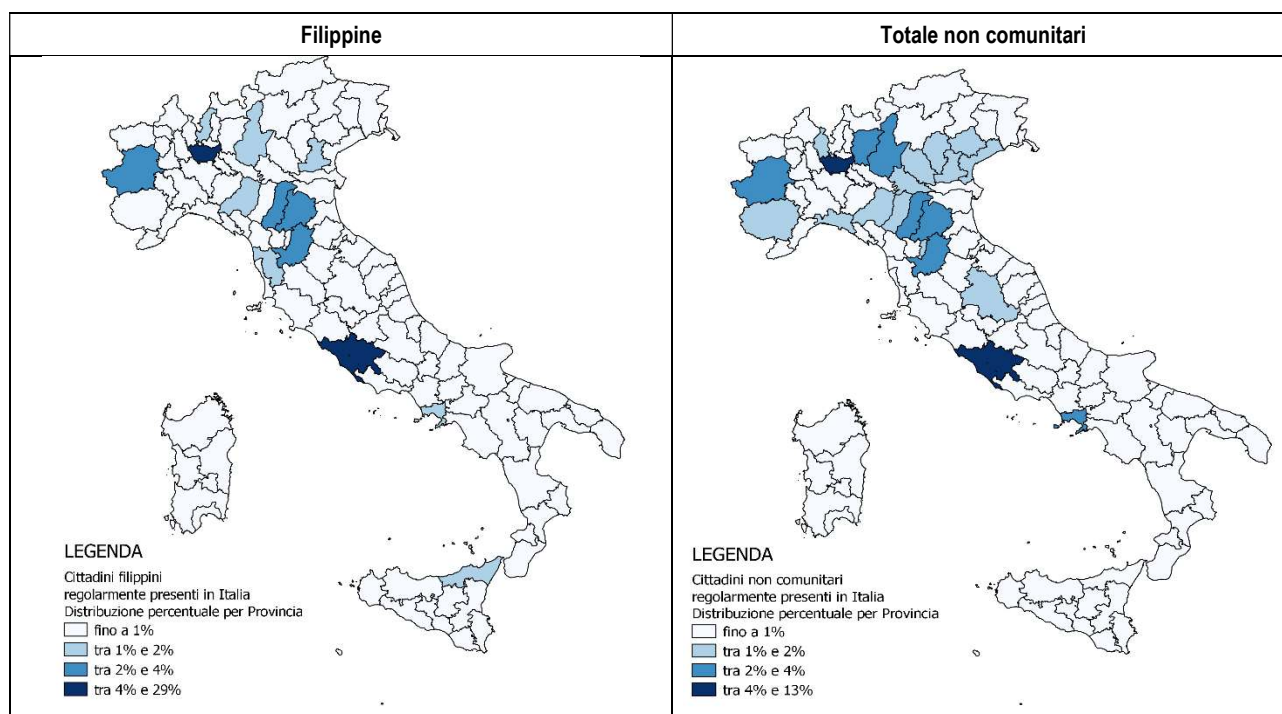 Filippine
Totale non comunitari
LEGENDA
Cittadini filippini
regolarmente presenti in Italia
Distribuzione percentuale per Provincia
fino a 1%
tra 1% e 2%
tra 2% e 4%
tra 4% e 29%
LEGENDA
Cittadini non comunitari
regolarmente presenti in Italia
Distribuzione percentuale per Provincia
fino a 1%
tra 1% e 2%
tra 2% e 4%
tra 4% e 13%